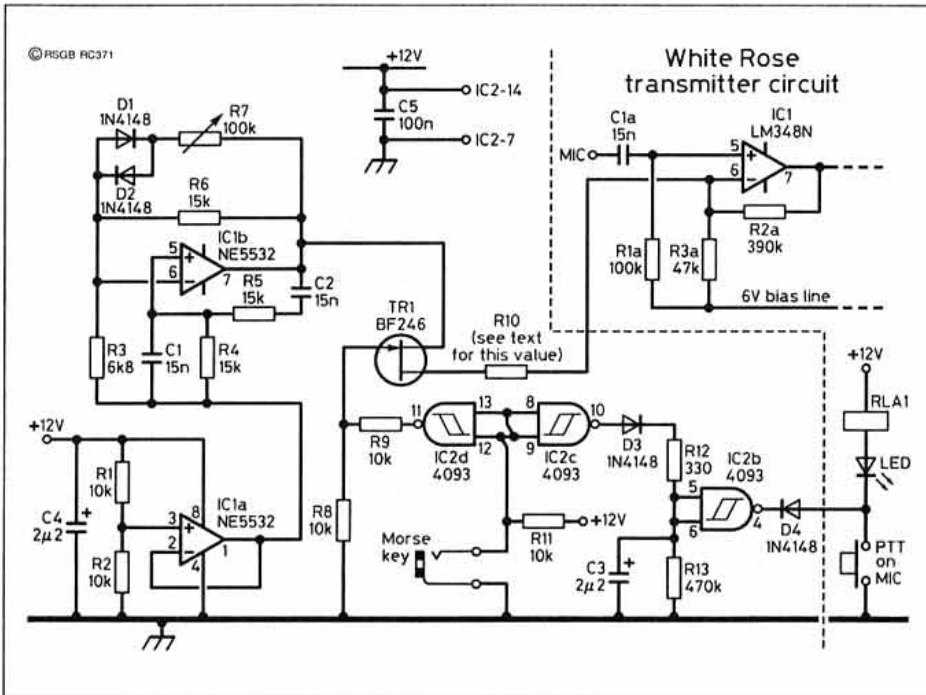 ©RSGB RC371
+12V
IC2-14
C5
100n
IC2-7
White Rose
transmitter circuit
D1
1N4148
R7
100k
D2
1N4148
R6
15k
IC1b
NE5532
5
+
6
−
7
R5
15k
C2
15n
R3
6k8
C1
15n
R4
15k
C1a
15n
MIC
IC1
LM348N
5
+
6
−
7
R2a
390k
R1a
100k
R3a
47k
6V bias line
TR1
BF246
R10
(see text
for this value)
+12V
C4
2µ2
+
R1
10k
R2
10k
IC1a
NE5532
3
+
2
−
8
4
1
R8
10k
R9
10k
11
13
12
IC2d
4093
8
9
10
IC2c
4093
D3
1N4148
R12
330
IC2b
4093
5
6
4
D4
1N4148
Morse
key
R11
10k
+12V
C3
2µ2
+
R13
470k
+12V
RLA1
LED
PTT
on
MIC